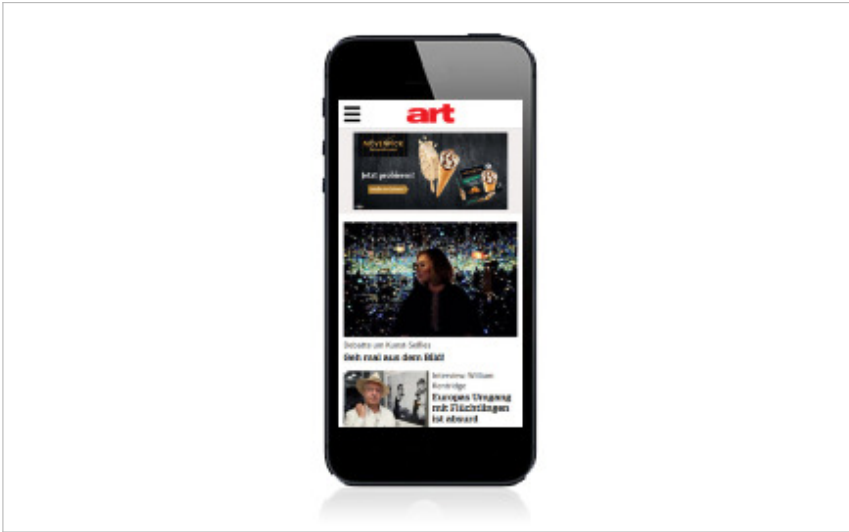 art
MÖVENPICK
Jetzt probieren!
Debatte um Kunst-Selfies
Geh mal aus dem Bild!
Interview William
Kentridge
Europas Umgang
mit Flüchtlingen
ist absurd